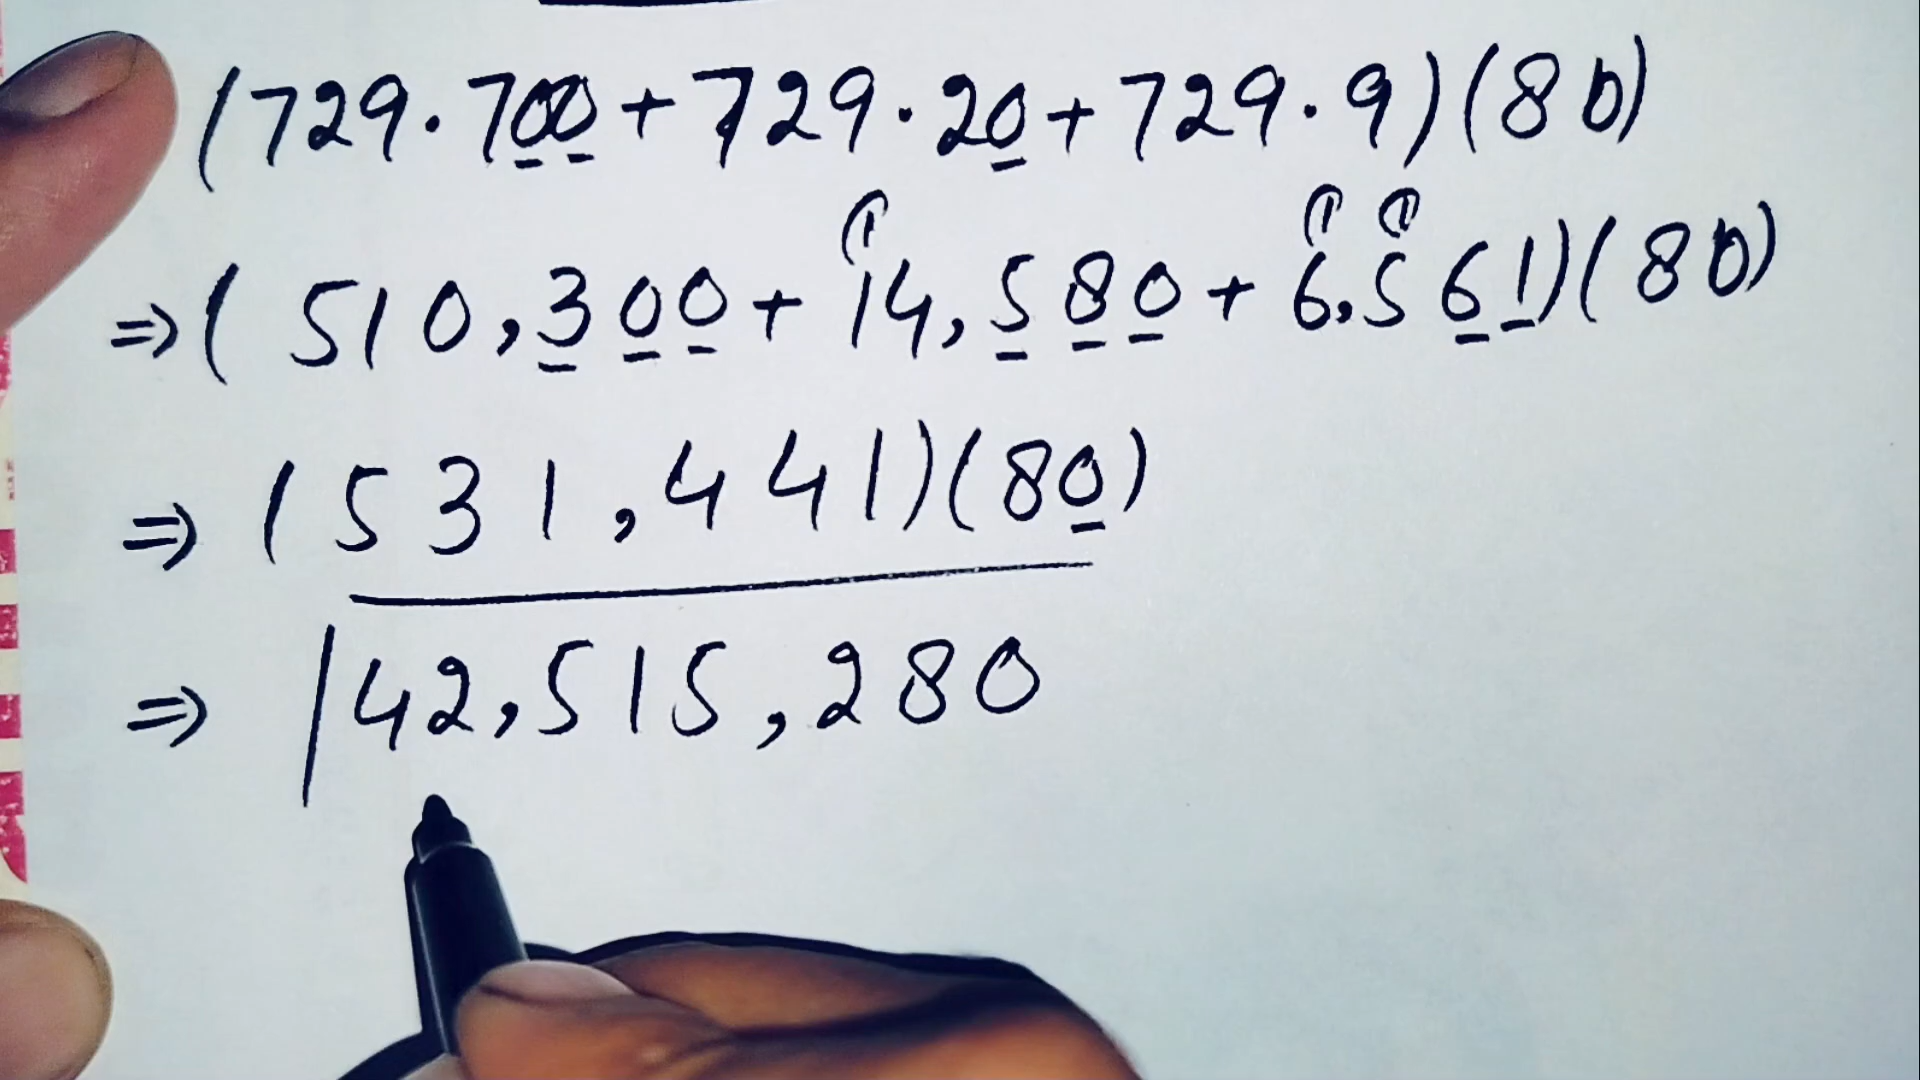 (729·700+729·20+729·9)(80)
⇒( 510,300+14,580+6,561)(80)
⇒ (531,441)(80)
⇒ 42,515,280